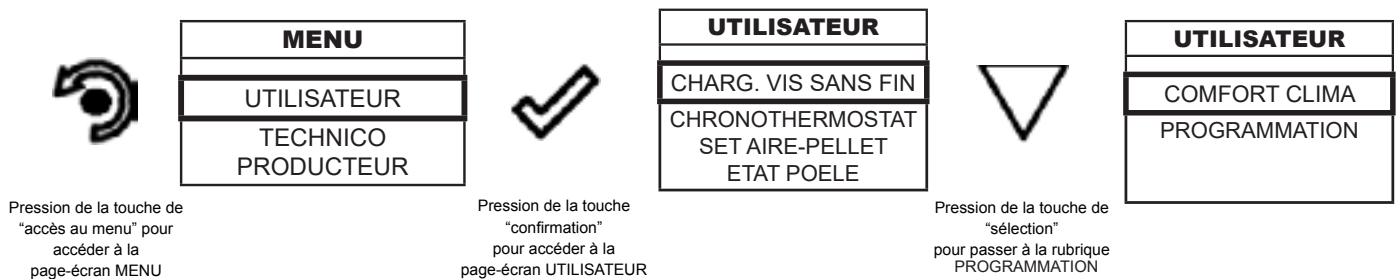 MENU
UTILISATEUR
TECHNICO
PRODUCTEUR
Pression de la touche de
“accès au menu” pour
accéder à la
page-écran MENU
Pression de la touche
“confirmation”
pour accéder à la
page-écran UTILISATEUR
UTILISATEUR
CHARG. VIS SANS FIN
CHRONOTHERMOSTAT
SET AIRE-PELLET
ETAT POELE
Pression de la touche de
“sélection”
pour passer à la rubrique
PROGRAMMATION
UTILISATEUR
COMFORT CLIMA
PROGRAMMATION